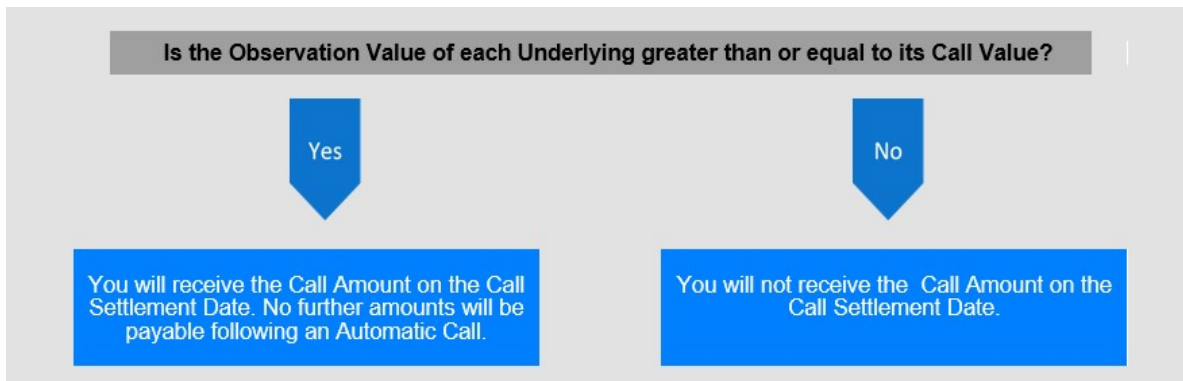 Is the Observation Value of each Underlying greater than or equal to its Call Value?
Yes
No
You will receive the Call Amount on the Call
Settlement Date. No further amounts will be
payable following an Automatic Call.
You will not receive the Call Amount on the
Call Settlement Date.